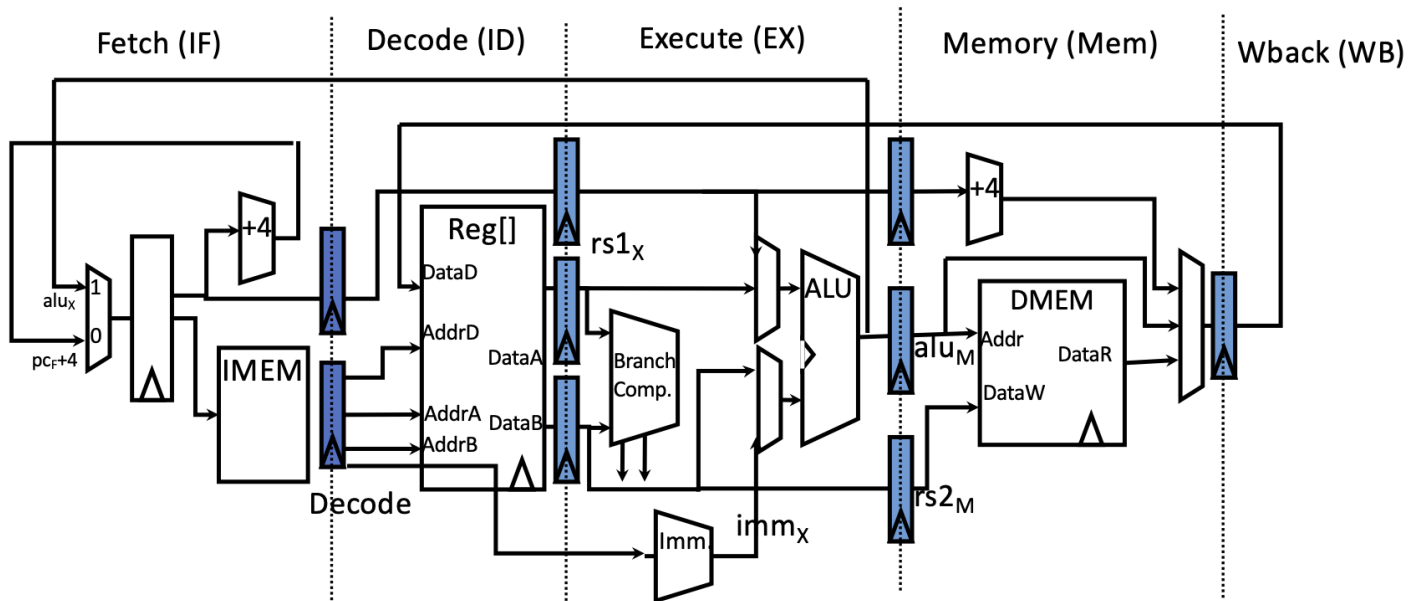 Fetch (IF)
Decode (ID)
Execute (EX)
Memory (Mem)
Wback (WB)
+4
Reg[]
rs1X
+4
DataD
ALU
DMEM
aluX
1
0
pcF+4
AddrD
IMEM
DataA
Branch
Comp.
aluM
Addr
DataR
AddrA
DataB
DataW
AddrB
Decode
immX
rs2M
Imm.